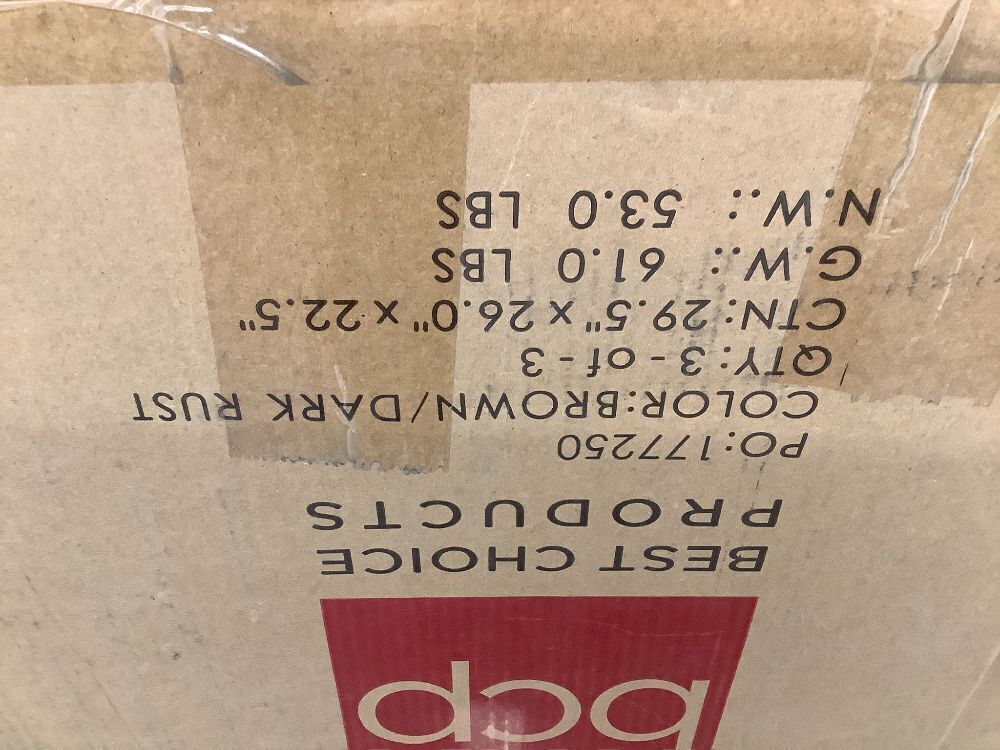 bcp
BEST CHOICE
PRODUCTS
PO:177250
COLOR:BROWN/DARK RUST
QTY:3 - of - 3
CTN:29.5" x 26.0" x 22.5"
G.W.: 61.0 LBS
N.W.: 53.0 LBS